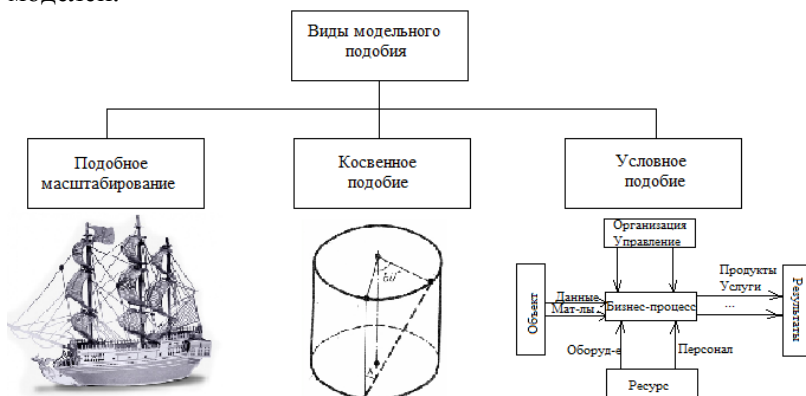 Виды модельного
подобия
Подобное
масштабирование
Косвенное
подобие
Условное
подобие
Организация
Управление
Объект
Данные
Мат-лы
Бизнес-процесс
Продукты
Услуги
...
Результаты
Оборуд-е
Персонал
Ресурс